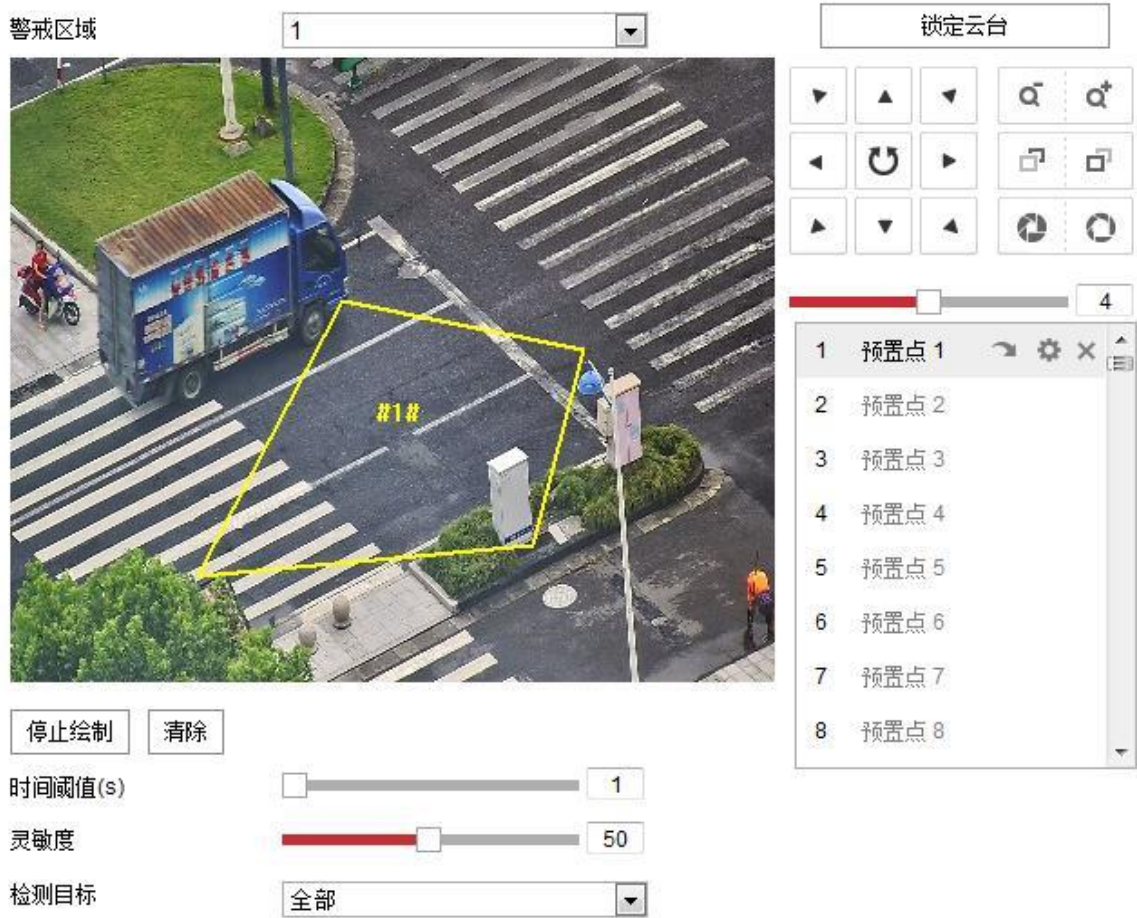 警戒区域
1
锁定云台
#1#
4
1 预置点 1
2 预置点 2
3 预置点 3
4 预置点 4
5 预置点 5
6 预置点 6
7 预置点 7
8 预置点 8
停止绘制
清除
时间阈值(s)
1
灵敏度
50
检测目标
全部